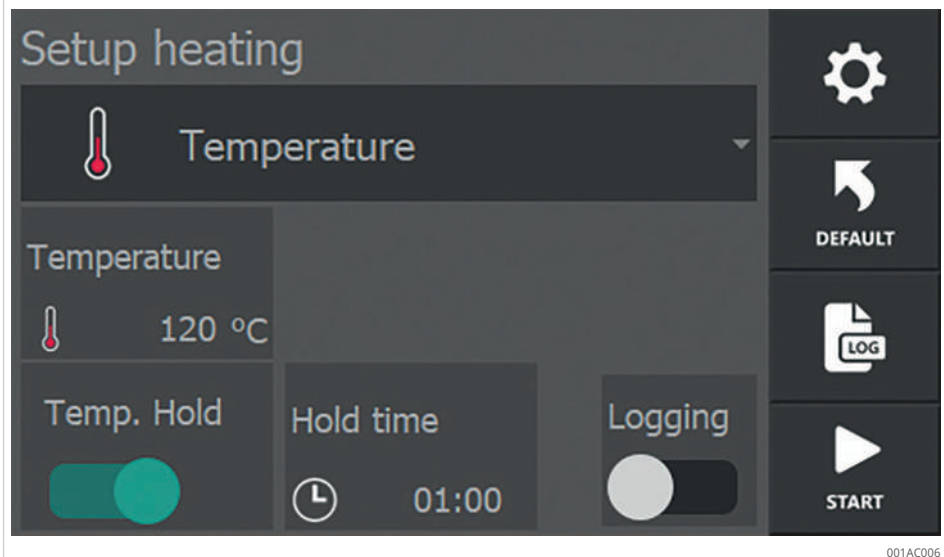 Setup heating
Temperature
DEFAULT
Temperature
120 °C
LOG
Temp. Hold
Hold time
Logging
01:00
START
001AC006